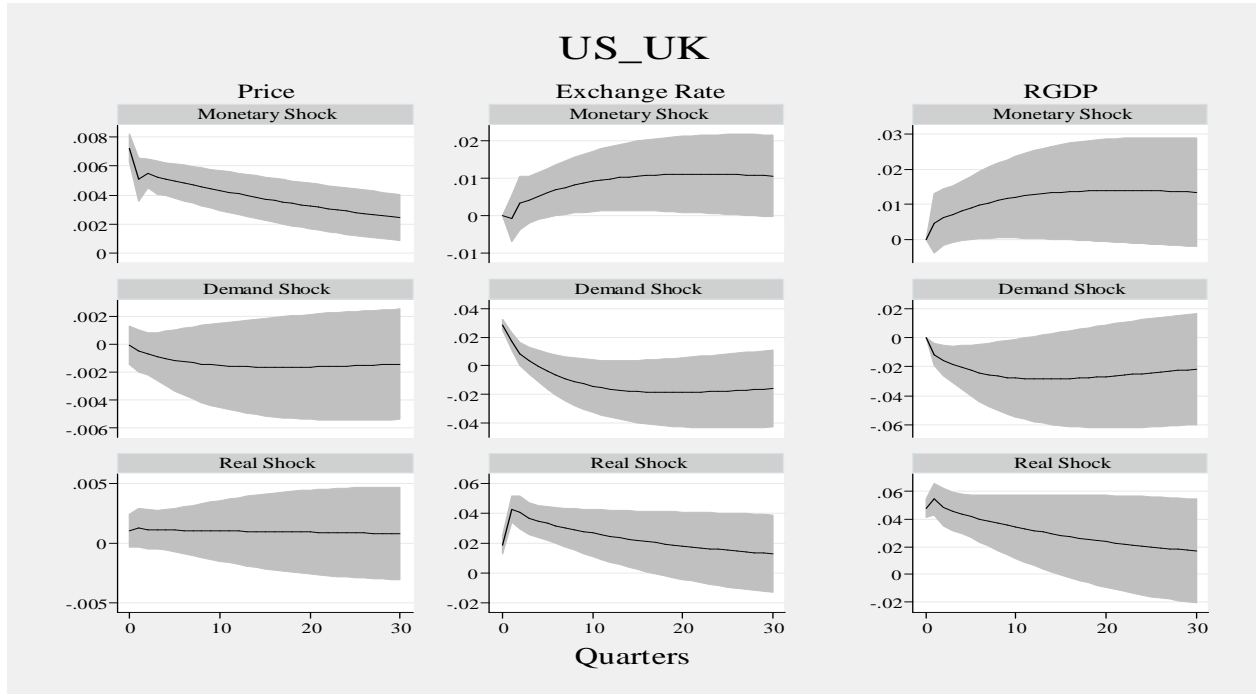 US_UK
Price
Exchange Rate
RGDP
Monetary Shock
Monetary Shock
Monetary Shock
.008
.006
.004
.002
0
.02
.01
0
-.01
.03
.02
.01
0
Demand Shock
Demand Shock
Demand Shock
.002
0
-.002
-.004
-.006
.04
.02
0
-.02
-.04
.02
0
-.02
-.04
-.06
Real Shock
Real Shock
Real Shock
.005
0
-.005
.06
.04
.02
0
-.02
.06
.04
.02
0
-.02
0 10 20 30
0 10 20 30
0 10 20 30
Quarters